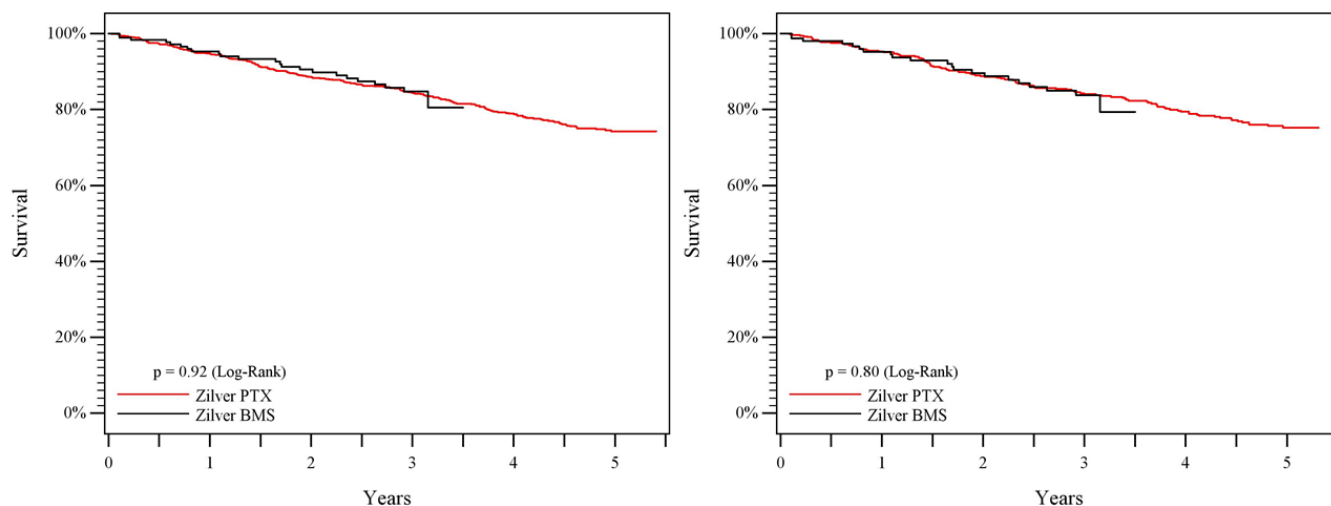 100%
80%
60%
40%
20%
0%
Survival
p = 0.92 (Log-Rank)
Zilver PTX
Zilver BMS
0 1 2 3 4 5
Years
100%
80%
60%
40%
20%
0%
Survival
p = 0.80 (Log-Rank)
Zilver PTX
Zilver BMS
0 1 2 3 4 5
Years